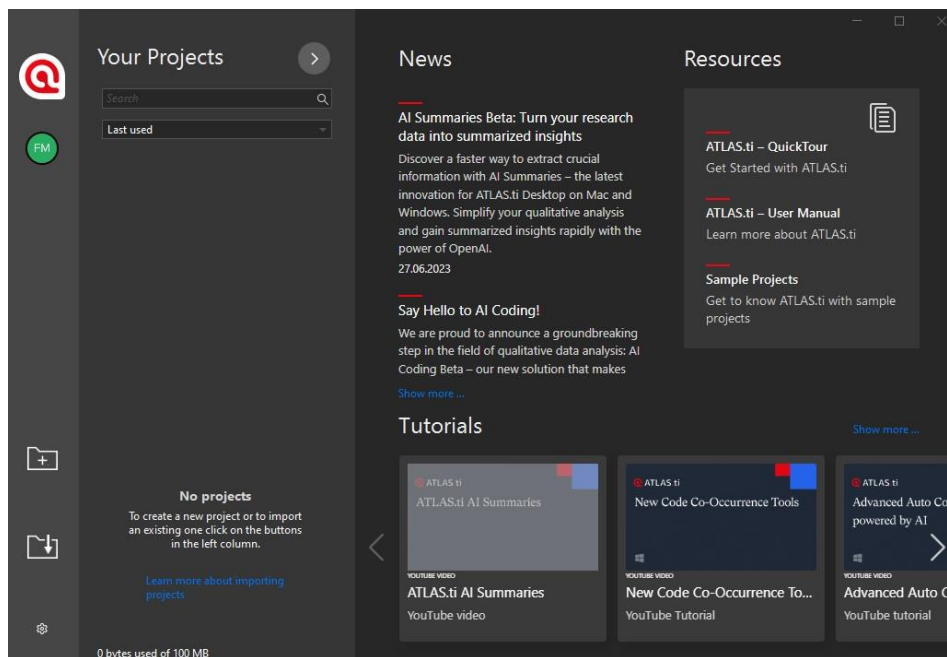 Your Projects
Search
Last used
FM
No projects
To create a new project or to import
an existing one click on the buttons
in the left column.
Learn more about importing
projects
0 bytes used of 100 MB
News
AI Summaries Beta: Turn your research
data into summarized insights
Discover a faster way to extract crucial
information with AI Summaries – the latest
innovation for ATLAS.ti Desktop on Mac and
Windows. Simplify your qualitative analysis
and gain summarized insights rapidly with the
power of OpenAI.
27.06.2023
Say Hello to AI Coding!
We are proud to announce a groundbreaking
step in the field of qualitative data analysis: AI
Coding Beta – our new solution that makes
Show more ...
Resources
ATLAS.ti – QuickTour
Get Started with ATLAS.ti
ATLAS.ti – User Manual
Learn more about ATLAS.ti
Sample Projects
Get to know ATLAS.ti with sample
projects
Tutorials
Show more ...
ATLAS ti
ATLAS.ti AI Summaries
YOUTUBE VIDEO
ATLAS.ti AI Summaries
YouTube video
ATLAS ti
New Code Co-Occurrence Tools
YOUTUBE VIDEO
New Code Co-Occurrence To...
YouTube Tutorial
ATLAS ti
Advanced Auto Co
powered by AI
YOUTUBE VIDEO
Advanced Auto C
YouTube tutorial